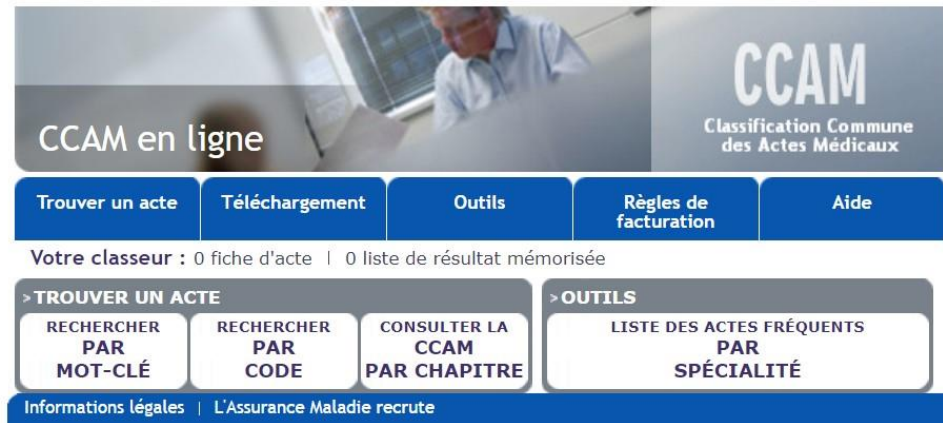 CCAM en ligne
CCAM
Classification Commune
des Actes Médicaux
Trouver un acte
Téléchargement
Outils
Règles de
facturation
Aide
Votre classeur : 0 fiche d'acte | 0 liste de résultat mémorisée
>TROUVER UN ACTE
RECHERCHER
PAR
MOT-CLÉ
RECHERCHER
PAR
CODE
CONSULTER LA
CCAM
PAR CHAPITRE
>OUTILS
LISTE DES ACTES FRÉQUENTS
PAR
SPÉCIALITÉ
Informations légales | L'Assurance Maladie recrute